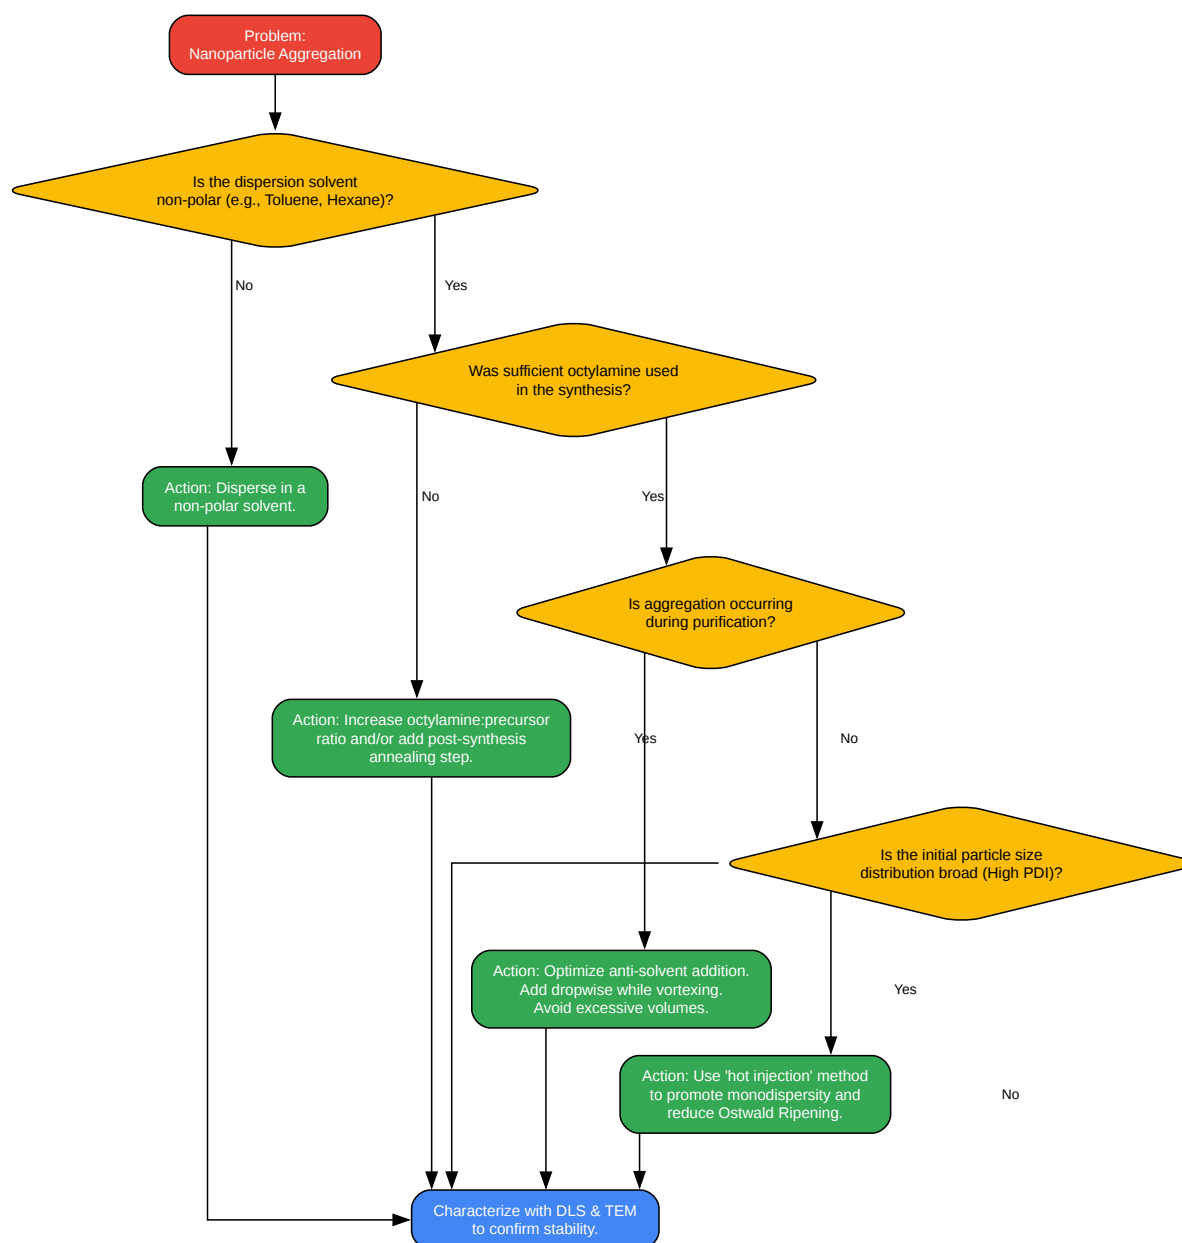 Problem:
Nanoparticle Aggregation
Is the dispersion solvent
non-polar (e.g., Toluene, Hexane)?
No
Yes
Was sufficient octylamine used
in the synthesis?
Action: Disperse in a
non-polar solvent.
No
Yes
Is aggregation occurring
during purification?
Action: Increase octylamine:precursor
ratio and/or add post-synthesis
annealing step.
Yes
No
Is the initial particle size
distribution broad (High PDI)?
Action: Optimize anti-solvent addition.
Add dropwise while vortexing.
Avoid excessive volumes.
Yes
Action: Use 'hot injection' method
to promote monodispersity and
reduce Ostwald Ripening.
No
Characterize with DLS & TEM
to confirm stability.